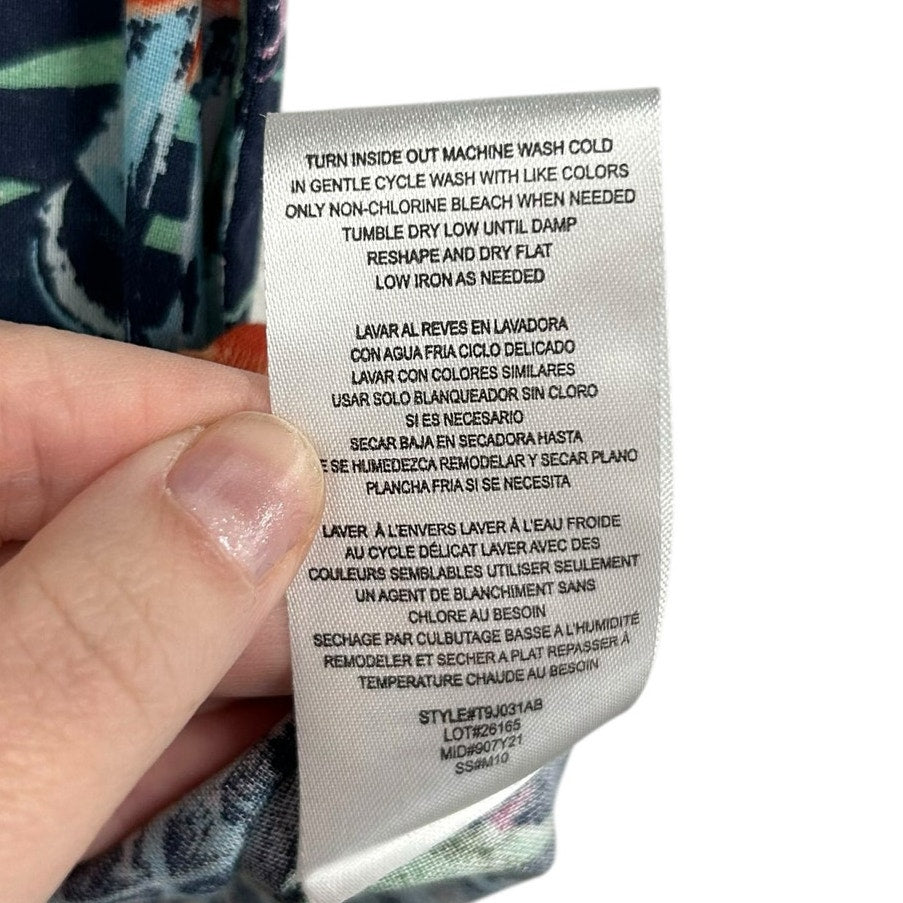 TURN INSIDE OUT MACHINE WASH COLD
IN GENTLE CYCLE WASH WITH LIKE COLORS
ONLY NON-CHLORINE BLEACH WHEN NEEDED
TUMBLE DRY LOW UNTIL DAMP
RESHAPE AND DRY FLAT
LOW IRON AS NEEDED
LAVAR AL REVES EN LAVADORA
CON AGUA FRIA CICLO DELICADO
LAVAR CON COLORES SIMILARES
USAR SOLO BLANQUEADOR SIN CLORO
SI ES NECESARIO
SECAR BAJA EN SECADORA HASTA
SE HUMEDEZCA REMODELAR Y SECAR PLANO
PLANCHA FRIA SI SE NECESITA
LAVER À L'ENVERS LAVER À L'EAU FROIDE
AU CYCLE DÉLICAT LAVER AVEC DES
COULEURS SEMBLABLES UTILISER SEULEMENT
UN AGENT DE BLANCHIMENT SANS
CHLORE AU BESOIN
SECHAGE PAR CULBUTAGE BASSE A L'HUMIDITÉ
REMODELER ET SECHER A PLAT REPASSER À
TEMPERATURE CHAUDE AU BESOIN
STYLE#T9J031AB
LOT#26165
MID#907Y21
SS#M10